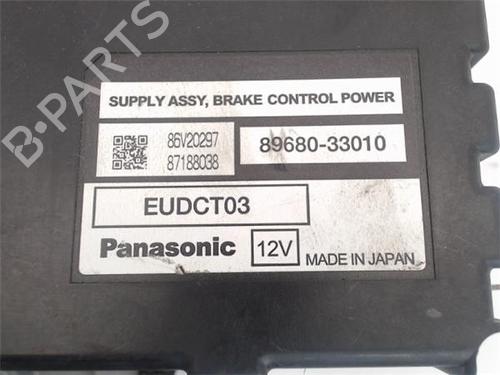 B-Parts
SUPPLY ASSY, BRAKE CONTROL POWER
86V20297
87188038
89680-33010
EUDCT03
Panasonic
12V
MADE IN JAPAN